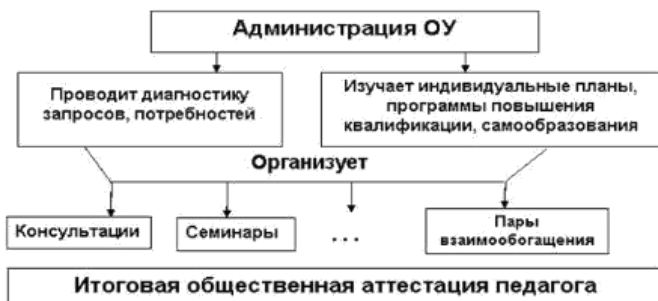 Администрация ОУ
Проводит диагностику
запросов, потребностей
Изучает индивидуальные планы,
программы повышения
квалификации, самообразования
Организует
Консультации
Семинары
...
Пары
взаимообогащения
Итоговая общественная аттестация педагога